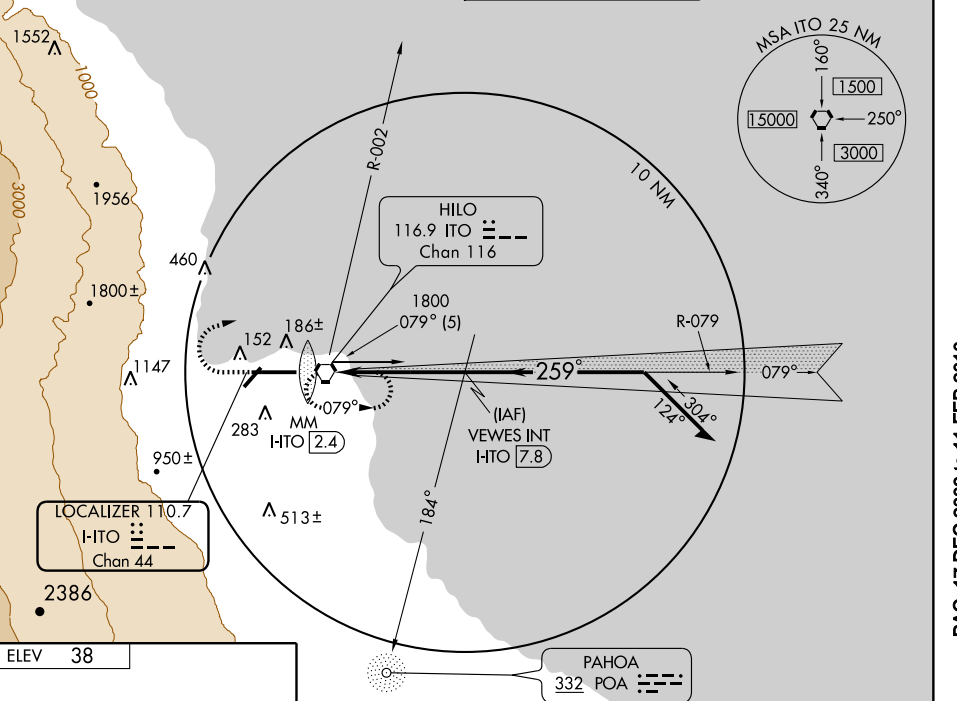 1552
1000
3000
1956
1800±
460
1147
950±
152
186±
283
513±
2386
R-002
10 NM
HILO
116.9 ITO
Chan 116
1800
079° (5)
R-079
079°
259°
304°
124°
079°
MM
I-ITO 2.4
(IAF)
VEWES INT
I-ITO 7.8
184°
LOCALIZER 110.7
I-ITO
Chan 44
PAHOA
332 POA
ELEV 38
MSA ITO 25 NM
160°
1500
15000
250°
3000
340°